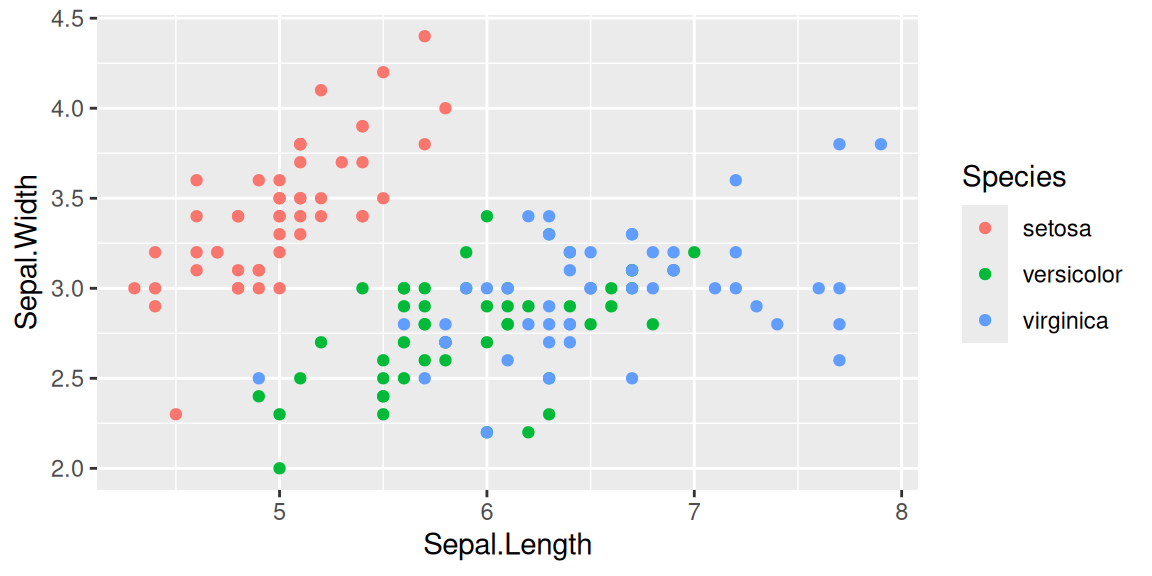 4.5
4.0
3.5
3.0
2.5
2.0
Sepal.Width
5 6 7 8
Sepal.Length
Species
setosa
versicolor
virginica